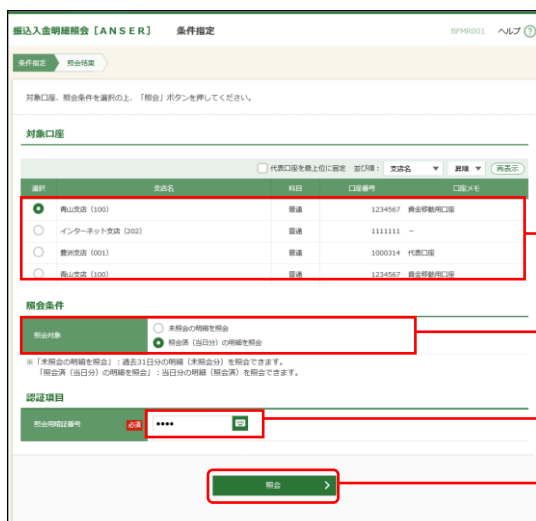 振込入金明細照会［ＡＮＳＥＲ］ 条件指定 BFMR001 ヘルプ ?
条件指定 照会結果
対象口座、照会条件を選択の上、「照会」ボタンを押してください。
対象口座
代表口座を最上位に固定 並び順： 支店名 ▼ 昇順 ▼ 再表示
選択 支店名 科目 口座番号 口座メモ
青山支店（100） 普通 1234567 資金移動用口座
インターネット支店（202） 普通 1111111 −
豊洲支店（001） 普通 1000314 代表口座
青山支店（100） 普通 1234567 資金移動用口座
照会条件
照会対象
未照会の明細を照会
照会済（当日分）の明細を照会
※「未照会の明細を照会」：過去31日分の明細（未照会分）を照会できます。
「照会済（当日分）の明細を照会」：当日分の明細（照会済）を照会できます。
認証項目
照会用暗証番号 必須 ••••
照会